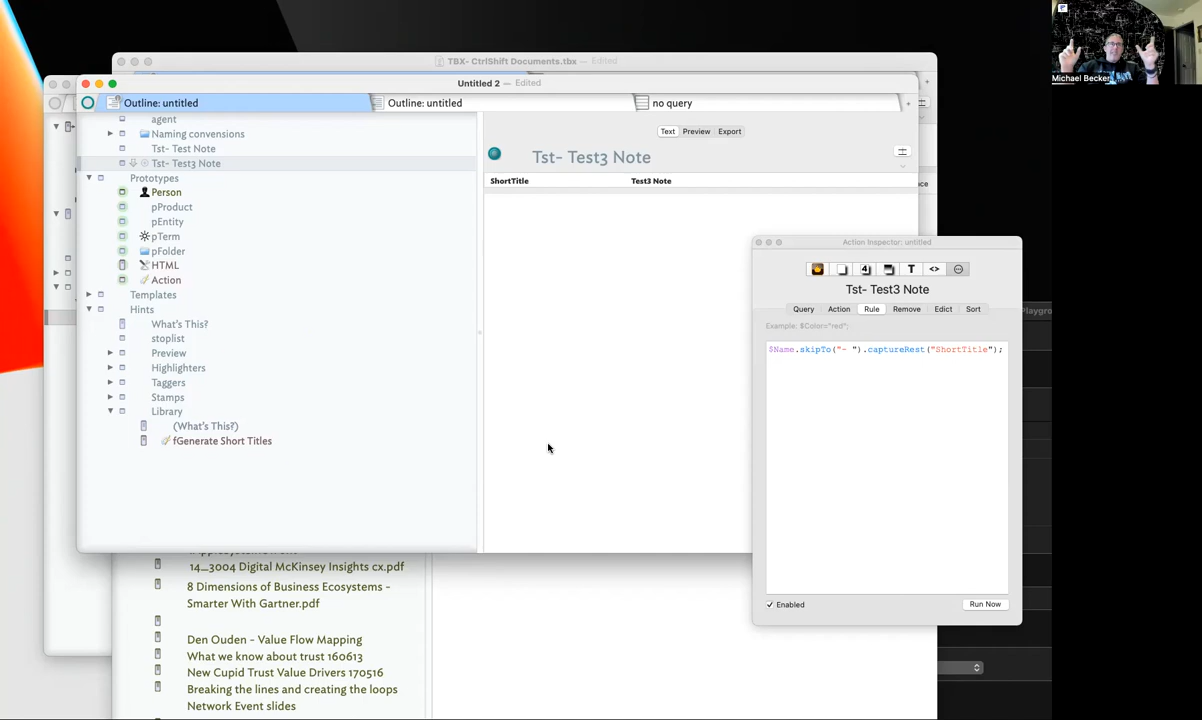 TBX- CtrlShift Documents.tbx — Edited
Untitled 2 — Edited
Outline: untitled
Outline: untitled
no query
agent
Naming convensions
Tst- Test Note
Tst- Test3 Note
Prototypes
Person
pProduct
pEntity
pTerm
pFolder
HTML
Action
Templates
Hints
What's This?
stoplist
Preview
Highlighters
Taggers
Stamps
Library
(What's This?)
fGenerate Short Titles
Text Preview Export
Tst- Test3 Note
ShortTitle Test3 Note
Action Inspector: untitled
4 T <>
Tst- Test3 Note
Query Action Rule Remove Edict Sort
Example: $Color="red";
$Name.skipTo("- ").captureRest("ShortTitle");
Enabled
Run Now
14_3004 Digital McKinsey Insights cx.pdf
8 Dimensions of Business Ecosystems -
Smarter With Gartner.pdf
Den Ouden - Value Flow Mapping
What we know about trust 160613
New Cupid Trust Value Drivers 170516
Breaking the lines and creating the loops
Network Event slides
Michael Becker